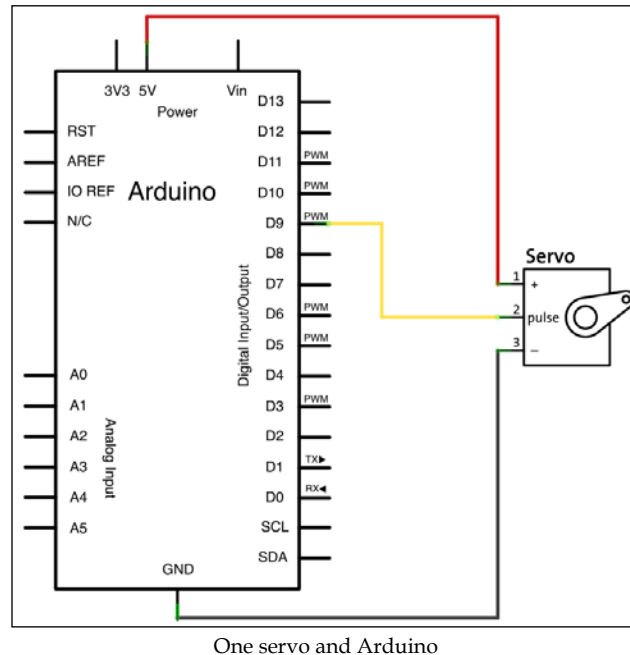 3V3 5V Vin
Power
Arduino
RST
AREF
IO REF
N/C
A0
A1
A2
A3
A4
A5
Analog Input
D13
D12
D11 PWM
D10 PWM
D9 PWM
D8
D7
D6 PWM
D5 PWM
D4
D3 PWM
D2
D1 TX▶
D0 RX◀
SCL
SDA
Digital Input/Output
GND
Servo
1 +
2 pulse
3 −
One servo and Arduino